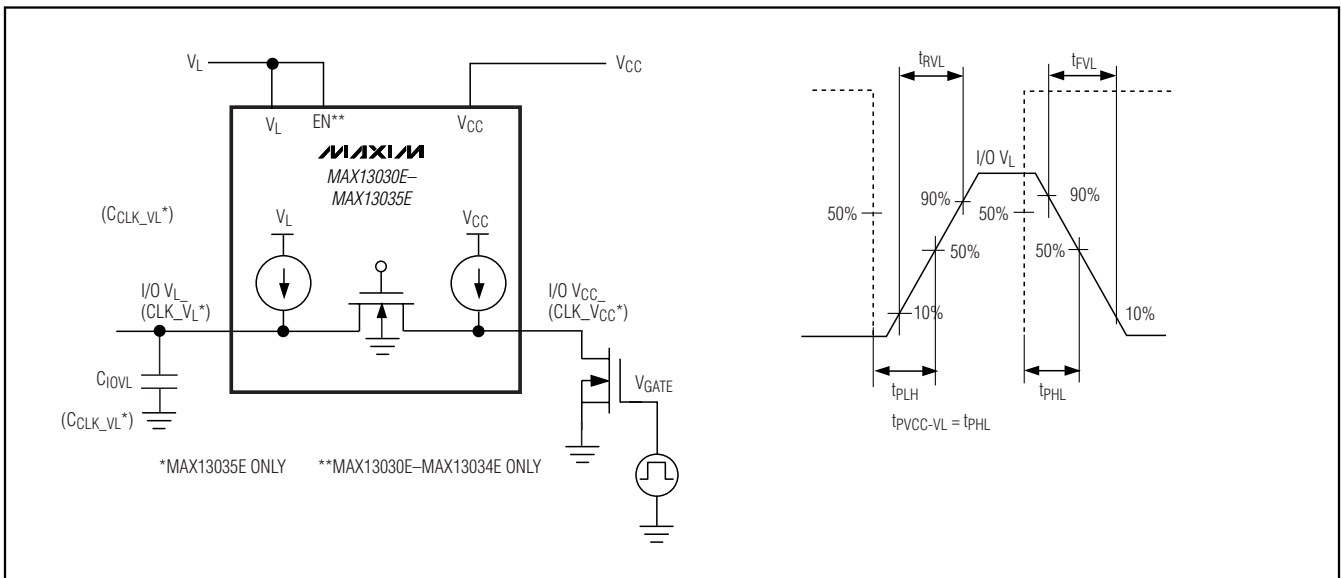 VL
VCC
VL
EN**
VCC
MAXIM
MAX13030E–
MAX13035E
(CCLK_VL*)
VL
VCC
I/O VL_
(CLK_VL*)
I/O VCC_
(CLK_VCC*)
CIOVL
(CCLK_VL*)
VGATE
*MAX13035E ONLY
**MAX13030E–MAX13034E ONLY
tRVL
tFVL
I/O VL
90%
90%
50%
50%
50%
50%
10%
10%
tPLH
tPHL
tPVCC-VL = tPHL